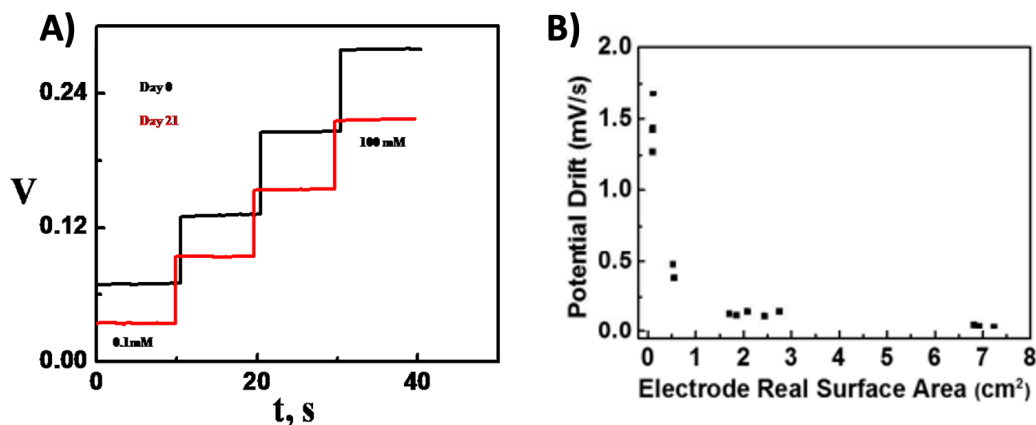 A)
0.24
0.12
0.00
V
Day 0
Day 21
0.1mM
100 mM
0
20
40
t, s
B)
2.0
1.5
1.0
0.5
0.0
Potential Drift (mV/s)
0 1 2 3 4 5 6 7 8
Electrode Real Surface Area (cm²)